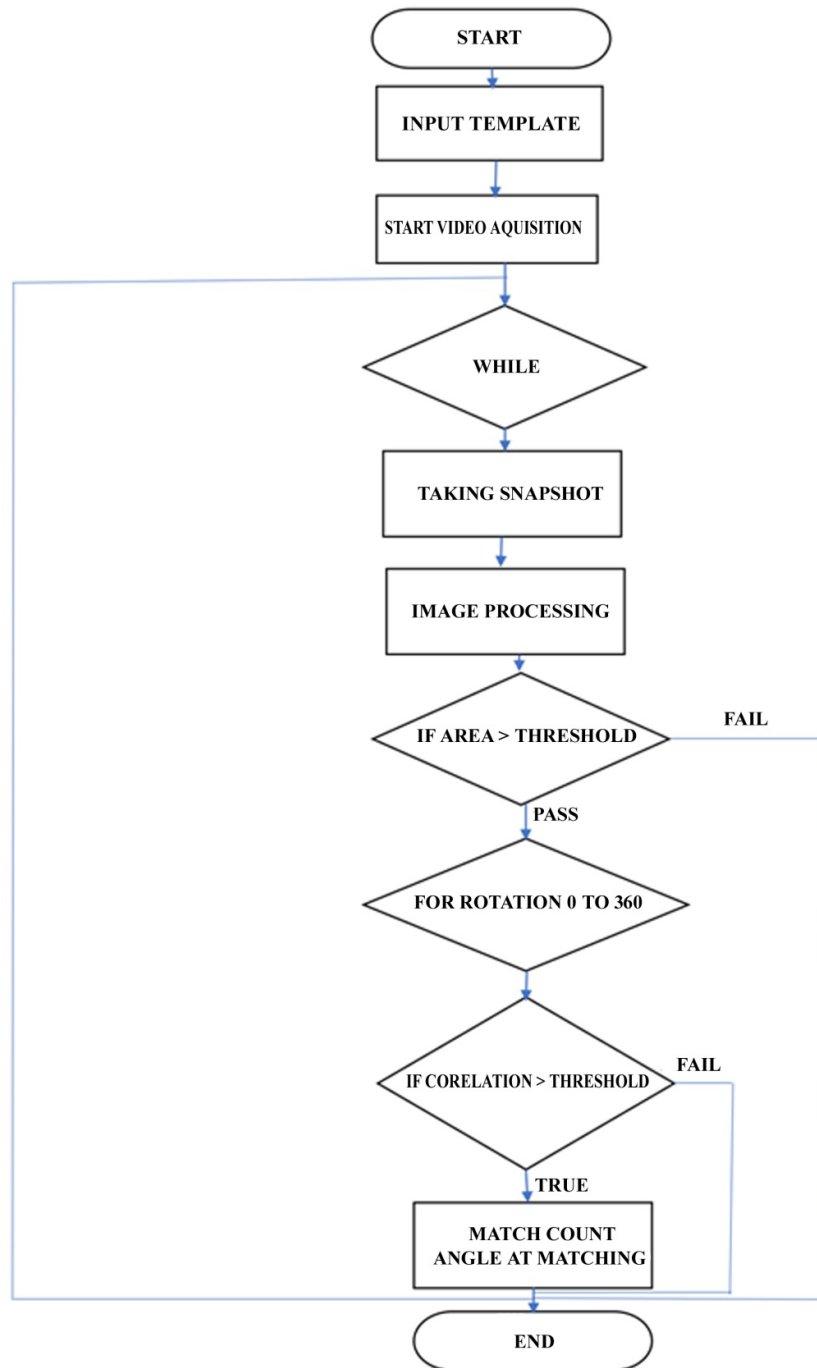 START
INPUT TEMPLATE
START VIDEO AQUISITION
WHILE
TAKING SNAPSHOT
IMAGE PROCESSING
IF AREA > THRESHOLD
FAIL
PASS
FOR ROTATION 0 TO 360
IF CORELATION > THRESHOLD
FAIL
TRUE
MATCH COUNT
ANGLE AT MATCHING
END